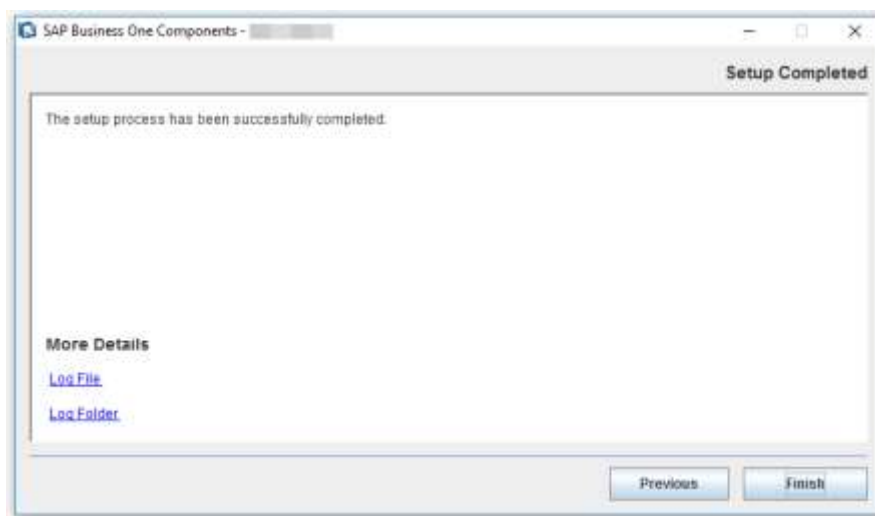 SAP Business One Components -
Setup Completed
The setup process has been successfully completed.
More Details
Log File
Log Folder
Previous
Finish